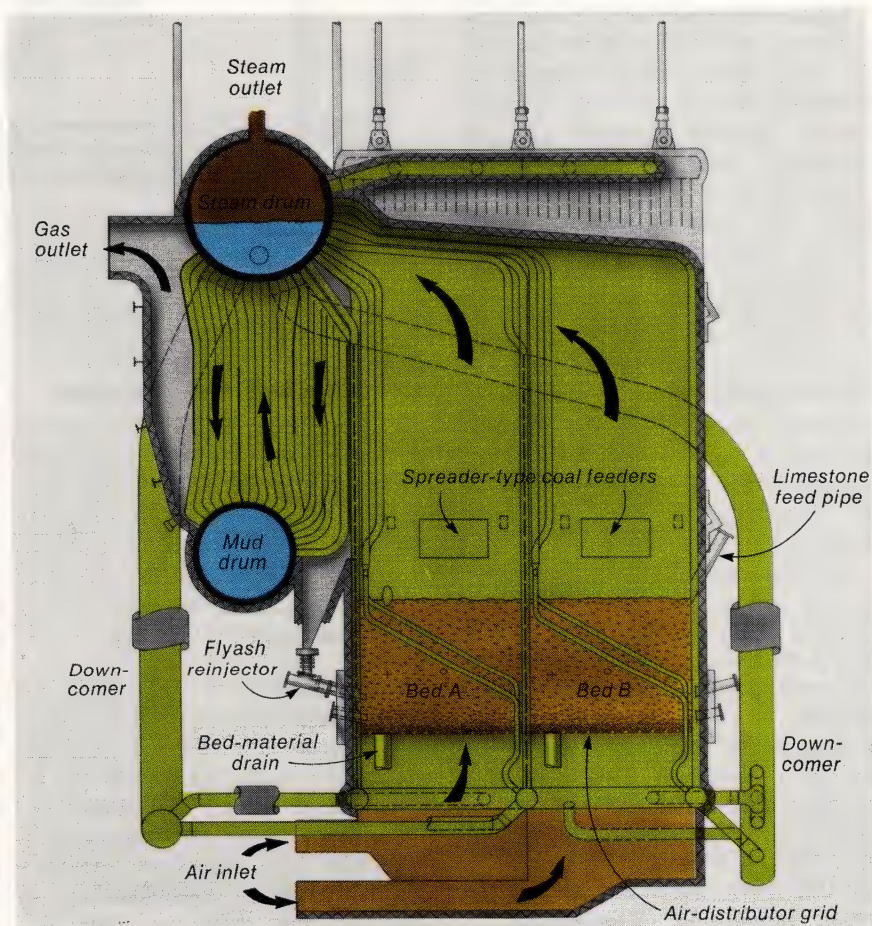 Steam
outlet
Steam drum
Gas
outlet
Spreader-type coal feeders
Limestone
feed pipe
Mud
drum
Flyash
reinjector
Down-
comer
Bed A
Bed B
Bed-material
drain
Down-
comer
Air inlet
Air-distributor grid